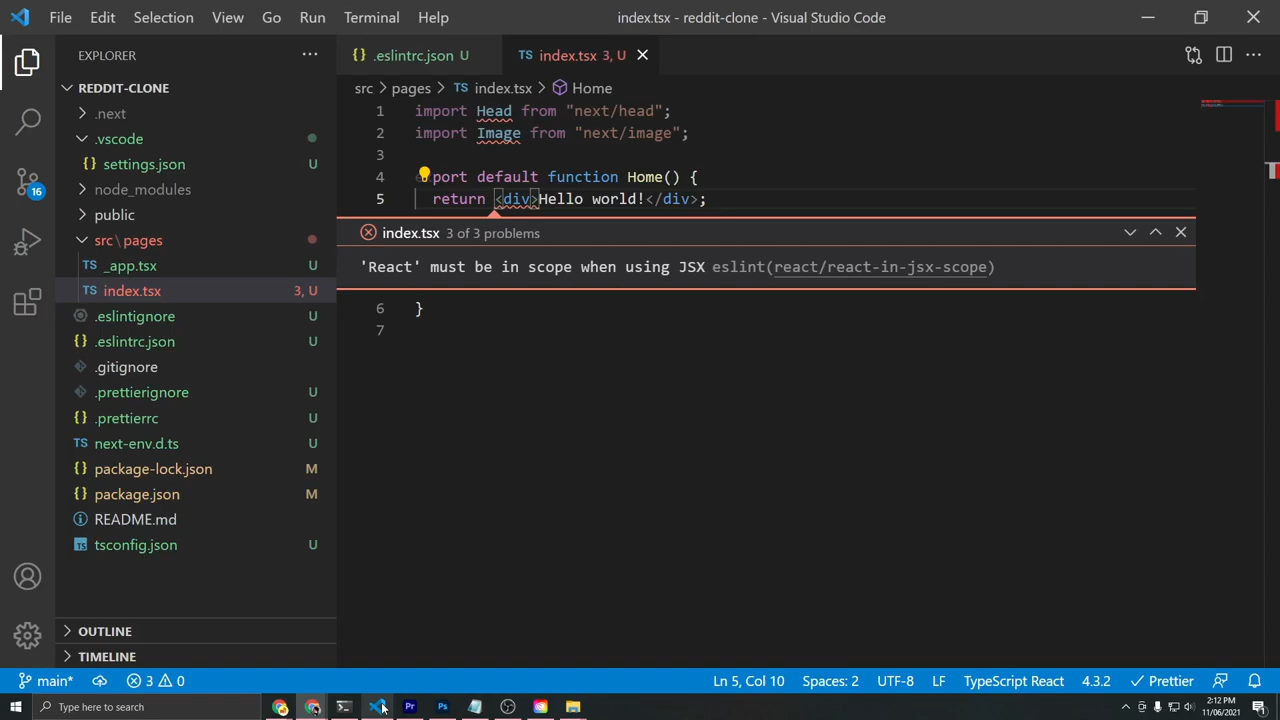 File Edit Selection View Go Run Terminal Help index.tsx - reddit-clone - Visual Studio Code
EXPLORER
REDDIT-CLONE
.next
.vscode
settings.json U
node_modules
public
src\pages
_app.tsx U
index.tsx 3, U
.eslintignore U
.eslintrc.json U
.gitignore
.prettierignore U
.prettierrc U
next-env.d.ts U
package-lock.json M
package.json M
README.md
tsconfig.json U
OUTLINE
TIMELINE
16
.eslintrc.json U index.tsx 3, U
src > pages > TS index.tsx > Home
1 import Head from "next/head";
2 import Image from "next/image";
3
4 port default function Home() {
5 return <div>Hello world!</div>;
index.tsx 3 of 3 problems
'React' must be in scope when using JSX eslint(react/react-in-jsx-scope)
6 }
7
main* 3 0 Ln 5, Col 10 Spaces: 2 UTF-8 LF TypeScript React 4.3.2 Prettier
Type here to search
2:12 PM
11/06/2021